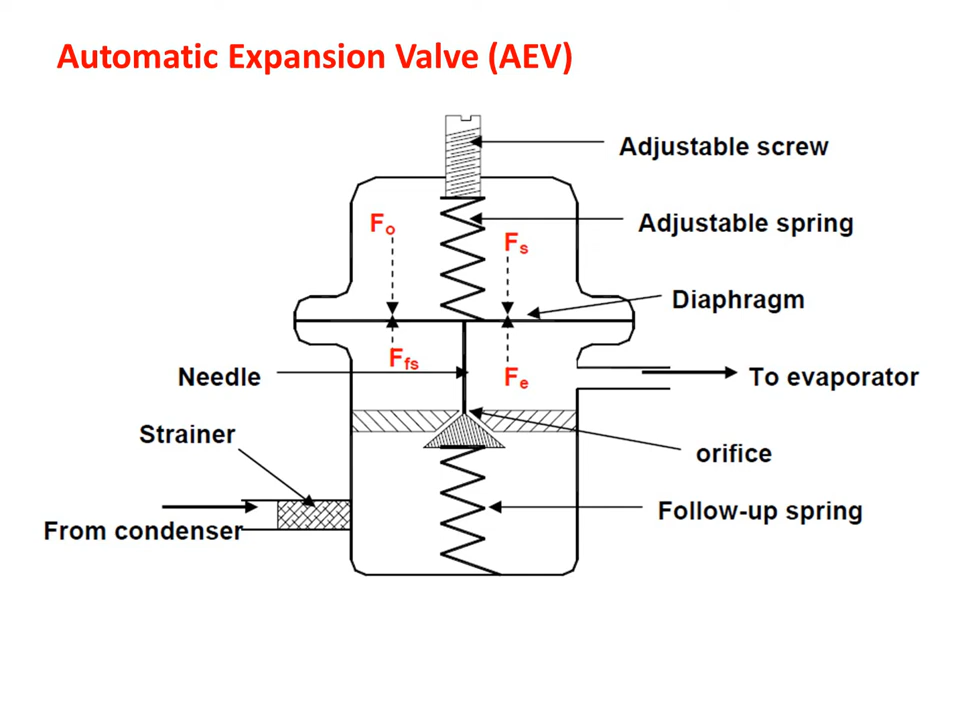 Automatic Expansion Valve (AEV)
Adjustable screw
Fo
Adjustable spring
Fs
Diaphragm
Ffs
Needle
Fe
To evaporator
Strainer
orifice
Follow-up spring
From condenser